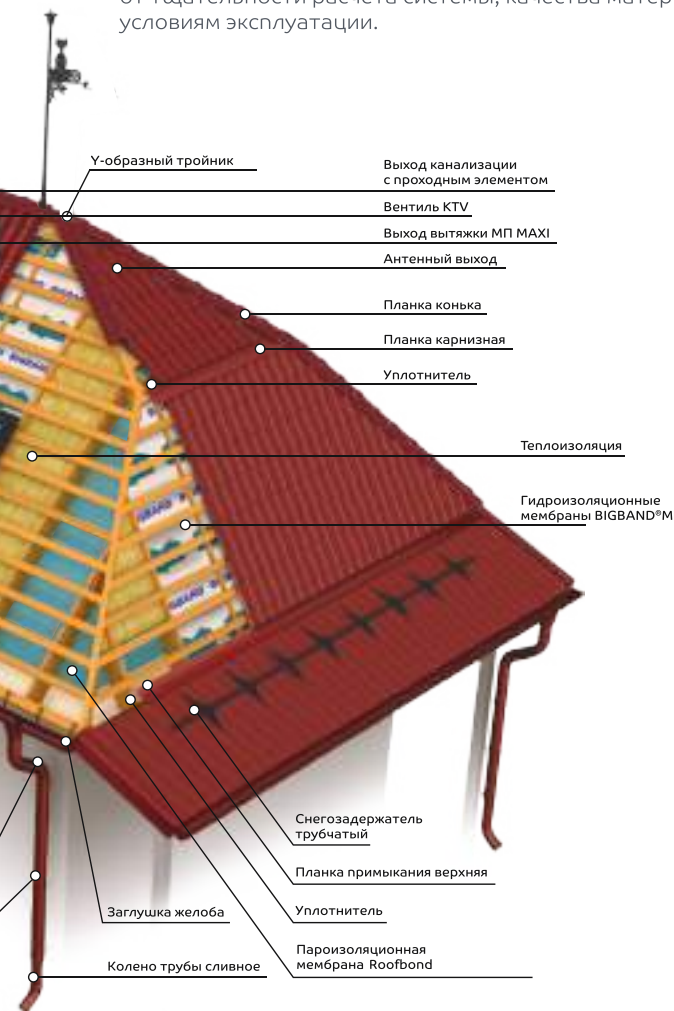 условиям эксплуатации.
Y-образный тройник
Выход канализации
с проходным элементом
Вентиль KTV
Выход вытяжки МП MAXI
Антенный выход
Планка конька
Планка карнизная
Уплотнитель
Теплоизоляция
Гидроизоляционные
мембраны BIGBAND®M
Снегозадержатель
трубчатый
Планка примыкания верхняя
Заглушка желоба
Уплотнитель
Пароизоляционная
мембрана Roofbond
Колено трубы сливное